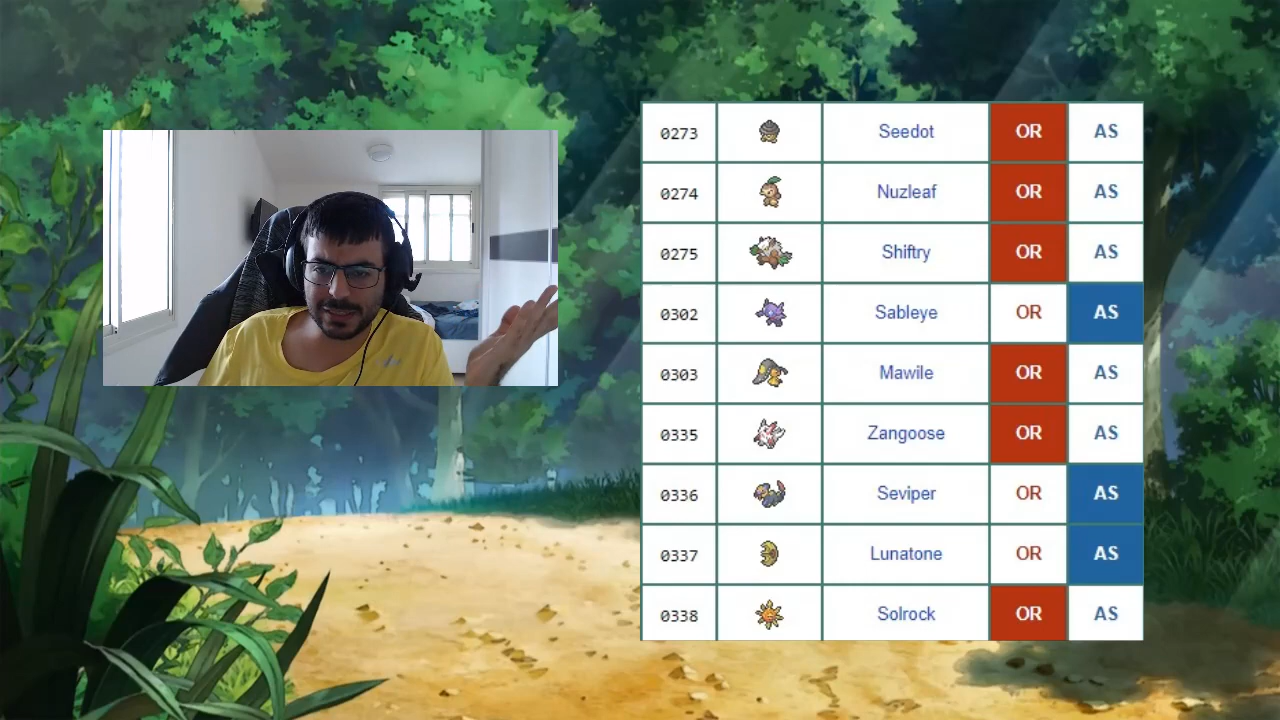 0273 Seedot OR AS
0274 Nuzleaf OR AS
0275 Shiftry OR AS
0302 Sableye OR AS
0303 Mawile OR AS
0335 Zangoose OR AS
0336 Seviper OR AS
0337 Lunatone OR AS
0338 Solrock OR AS